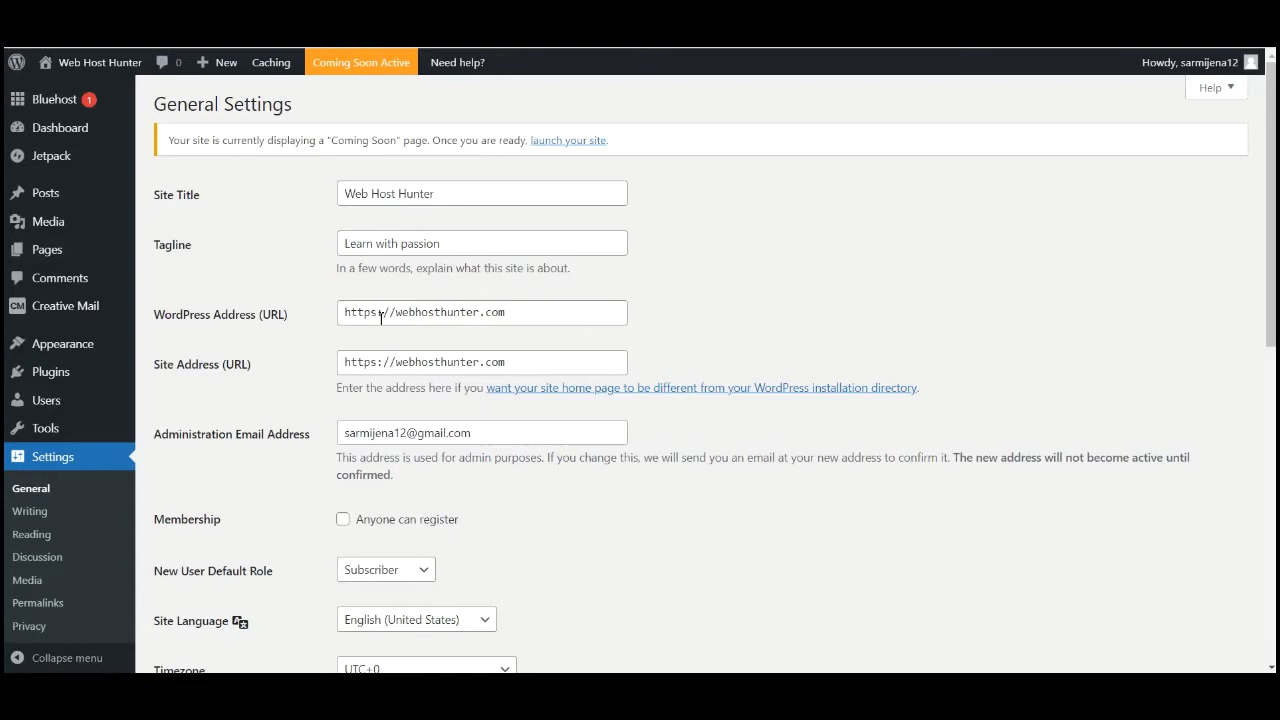 Web Host Hunter 0 New Caching Coming Soon Active Need help? Howdy, sarmijena12
Help
Bluehost 1
Dashboard
Jetpack
Posts
Media
Pages
Comments
CM Creative Mail
Appearance
Plugins
Users
Tools
Settings
General
Writing
Reading
Discussion
Media
Permalinks
Privacy
Collapse menu
General Settings
Your site is currently displaying a "Coming Soon" page. Once you are ready, launch your site.
Site Title Web Host Hunter
Tagline Learn with passion
In a few words, explain what this site is about.
WordPress Address (URL) https://webhosthunter.com
Site Address (URL) https://webhosthunter.com
Enter the address here if you want your site home page to be different from your WordPress installation directory.
Administration Email Address sarmijena12@gmail.com
This address is used for admin purposes. If you change this, we will send you an email at your new address to confirm it. The new address will not become active until
confirmed.
Membership Anyone can register
New User Default Role Subscriber
Site Language English (United States)
Timezone UTC+0